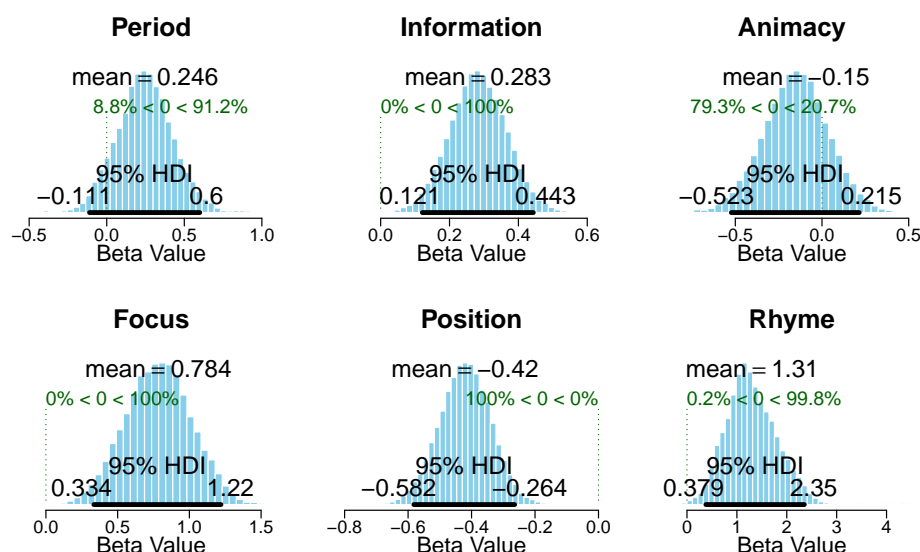 Period
mean = 0.246
8.8% < 0 < 91.2%
95% HDI
−0.111 0.6
−0.5 0.0 0.5 1.0
Beta Value
Information
mean = 0.283
0% < 0 < 100%
95% HDI
0.121 0.443
0.0 0.2 0.4 0.6
Beta Value
Animacy
mean = −0.15
79.3% < 0 < 20.7%
95% HDI
−0.523 0.215
−0.5 0.0 0.5
Beta Value
Focus
mean = 0.784
0% < 0 < 100%
95% HDI
0.334 1.22
0.0 0.5 1.0 1.5
Beta Value
Position
mean = −0.42
100% < 0 < 0%
95% HDI
−0.582 −0.264
−0.8 −0.6 −0.4 −0.2 0.0
Beta Value
Rhyme
mean = 1.31
0.2% < 0 < 99.8%
95% HDI
0.379 2.35
0 1 2 3 4
Beta Value